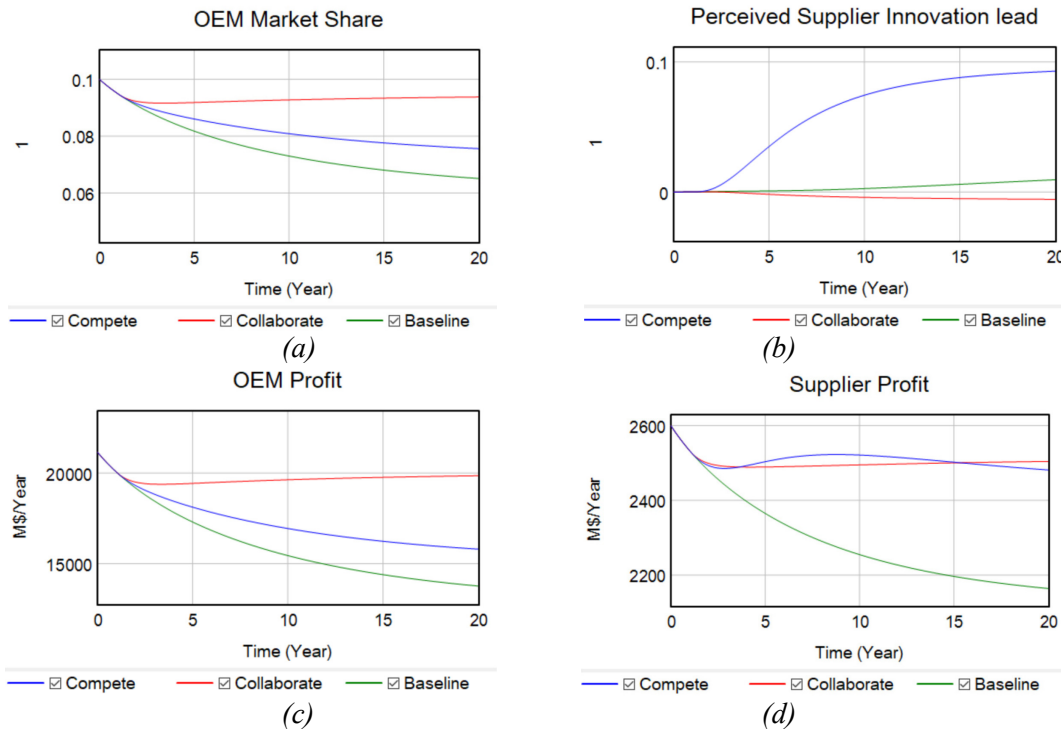 OEM Market Share
0.1
0.08
0.06
1
0 5 10 15 20
Time (Year)
☑ Compete ☑ Collaborate ☑ Baseline
(a)
Perceived Supplier Innovation lead
0.1
0
1
0 5 10 15 20
Time (Year)
☑ Compete ☑ Collaborate ☑ Baseline
(b)
OEM Profit
20000
15000
M$/Year
0 5 10 15 20
Time (Year)
☑ Compete ☑ Collaborate ☑ Baseline
(c)
Supplier Profit
2600
2400
2200
M$/Year
0 5 10 15 20
Time (Year)
☑ Compete ☑ Collaborate ☑ Baseline
(d)